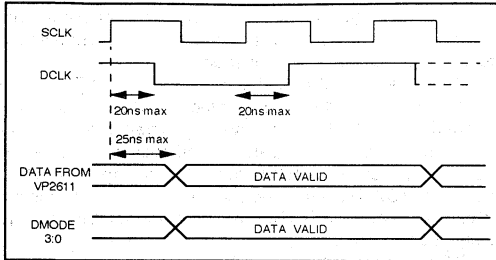 SCLK
DCLK
20ns max 20ns max
25ns max
DATA FROM
VP2611
DATA VALID
DMODE
3:0
DATA VALID